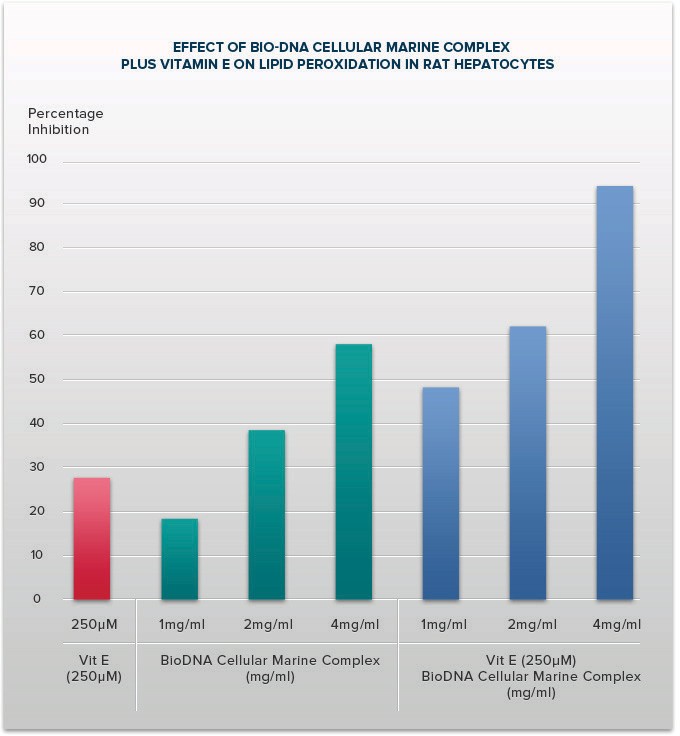 EFFECT OF BIO-DNA CELLULAR MARINE COMPLEX
PLUS VITAMIN E ON LIPID PEROXIDATION IN RAT HEPATOCYTES
Percentage
Inhibition
100
90
80
70
60
50
40
30
20
10
0
250µM 1mg/ml 2mg/ml 4mg/ml 1mg/ml 2mg/ml 4mg/ml
Vit E
(250µM)
BioDNA Cellular Marine Complex
(mg/ml)
Vit E (250µM)
BioDNA Cellular Marine Complex
(mg/ml)